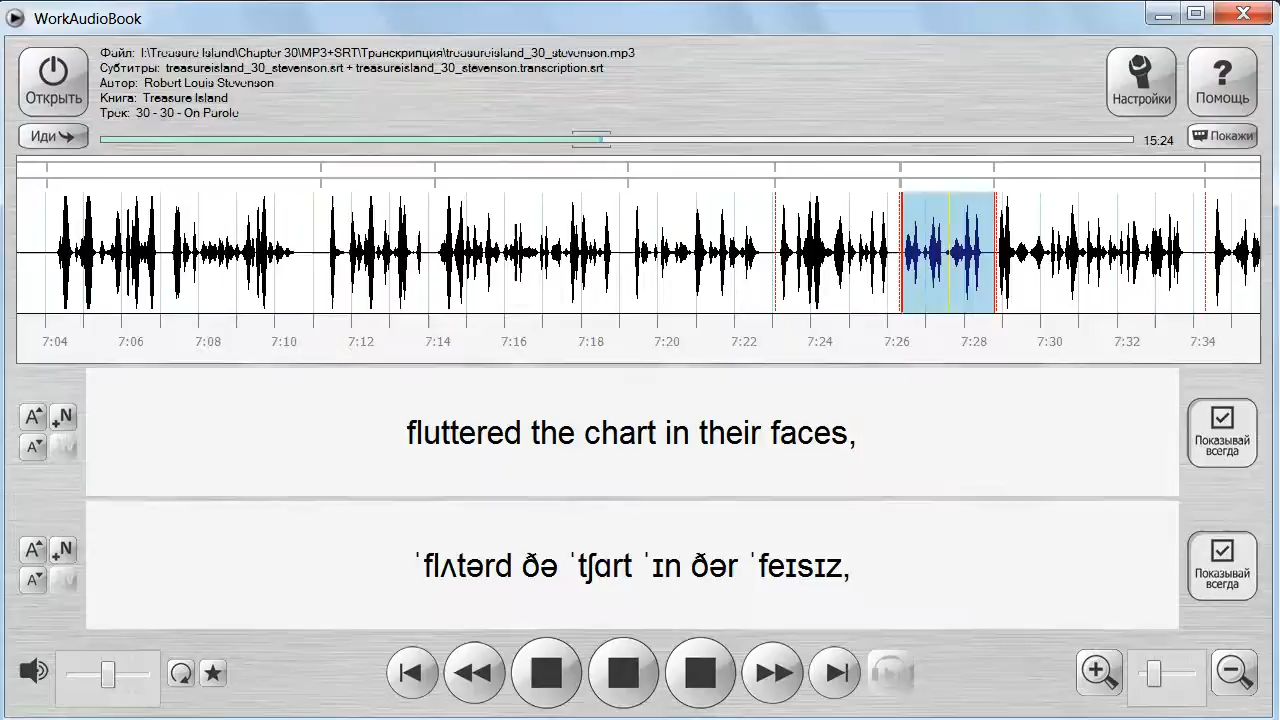 WorkAudioBook
Файл: I:\Treasure Island\Chapter 30\MP3+SRT\Транскрипция\treasureisland_30_stevenson.mp3
Субтитры: treasureisland_30_stevenson.srt + treasureisland_30_stevenson.transcription.srt
Автор: Robert Louis Stevenson
Книга: Treasure Island
Трек: 30 - 30 - On Parole
Открыть
Настройки
Помощь
Иди
15:24
Покажи
7:04 7:06 7:08 7:10 7:12 7:14 7:16 7:18 7:20 7:22 7:24 7:26 7:28 7:30 7:32 7:34
A N
A
fluttered the chart in their faces,
Показывай
всегда
A N
A
ˈflʌtərd ðə ˈtʃɑrt ˈɪn ðər ˈfeɪsɪz,
Показывай
всегда